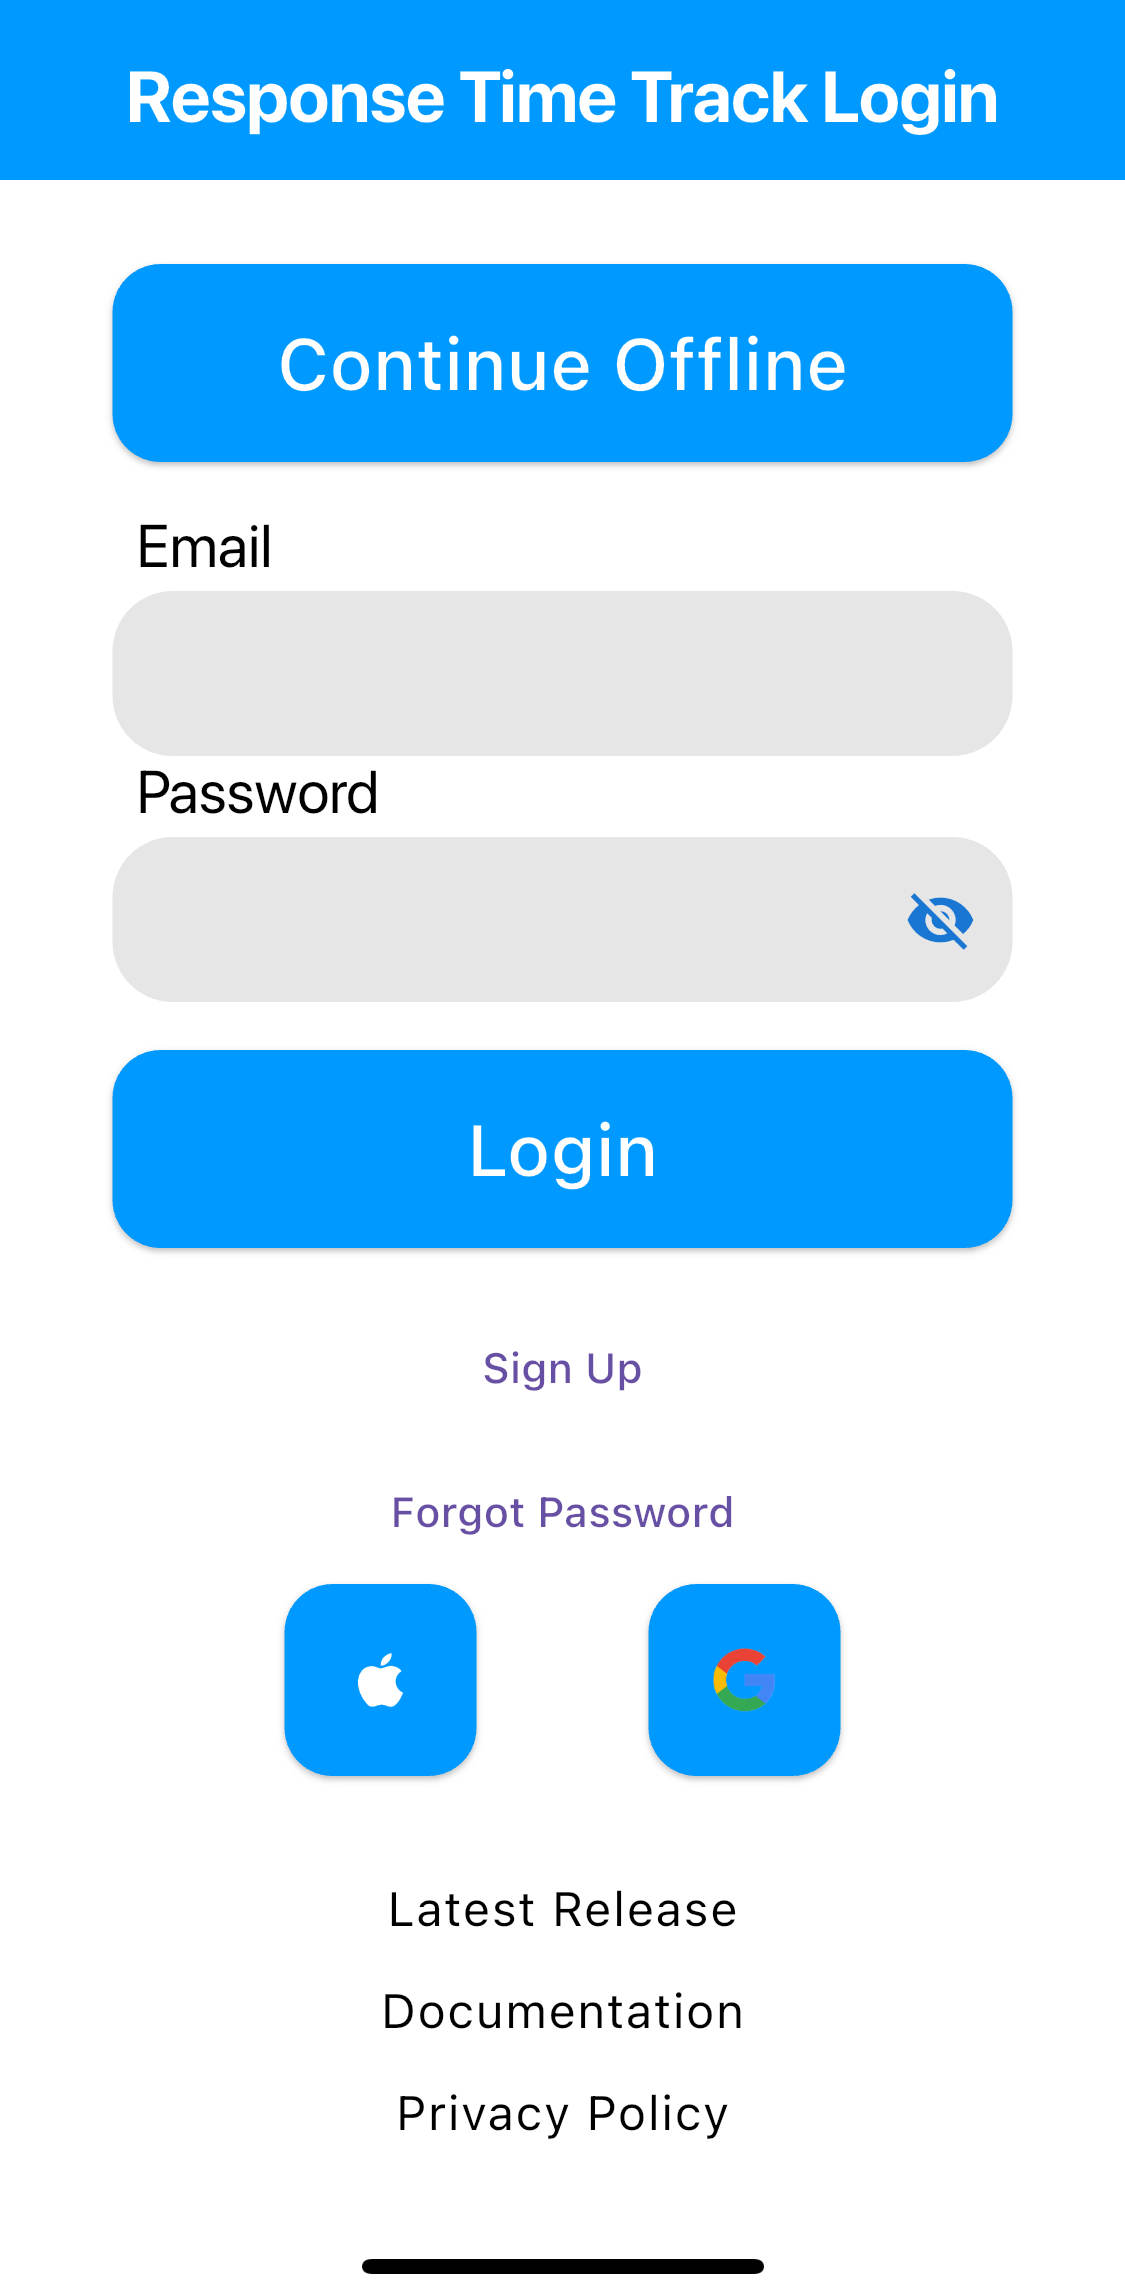 Response Time Track Login
Continue Offline
Email
Password
Login
Sign Up
Forgot Password
Latest Release
Documentation
Privacy Policy